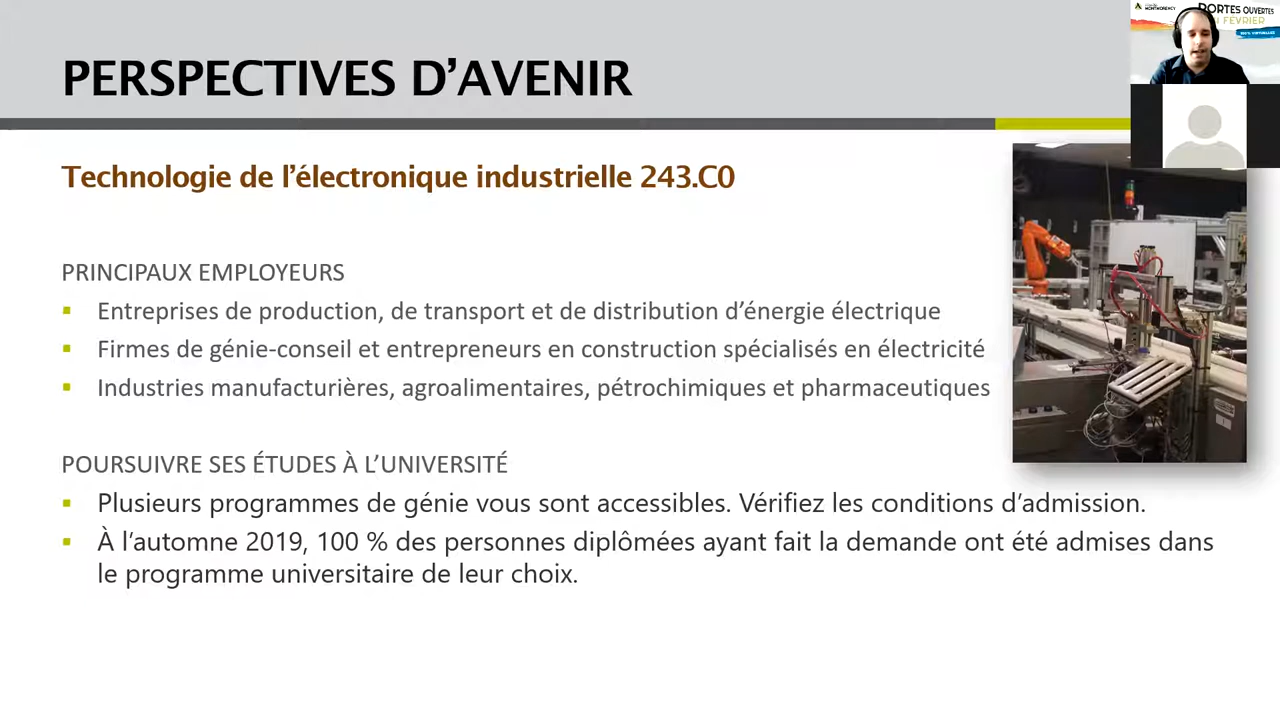 PERSPECTIVES D’AVENIR
MONTMORENCY
PORTES OUVERTES
FÉVRIER
100% VIRTUELLES
Technologie de l’électronique industrielle 243.C0
PRINCIPAUX EMPLOYEURS
▪ Entreprises de production, de transport et de distribution d’énergie électrique
▪ Firmes de génie-conseil et entrepreneurs en construction spécialisés en électricité
▪ Industries manufacturières, agroalimentaires, pétrochimiques et pharmaceutiques
POURSUIVRE SES ÉTUDES À L’UNIVERSITÉ
▪ Plusieurs programmes de génie vous sont accessibles. Vérifiez les conditions d’admission.
▪ À l’automne 2019, 100 % des personnes diplômées ayant fait la demande ont été admises dans
le programme universitaire de leur choix.